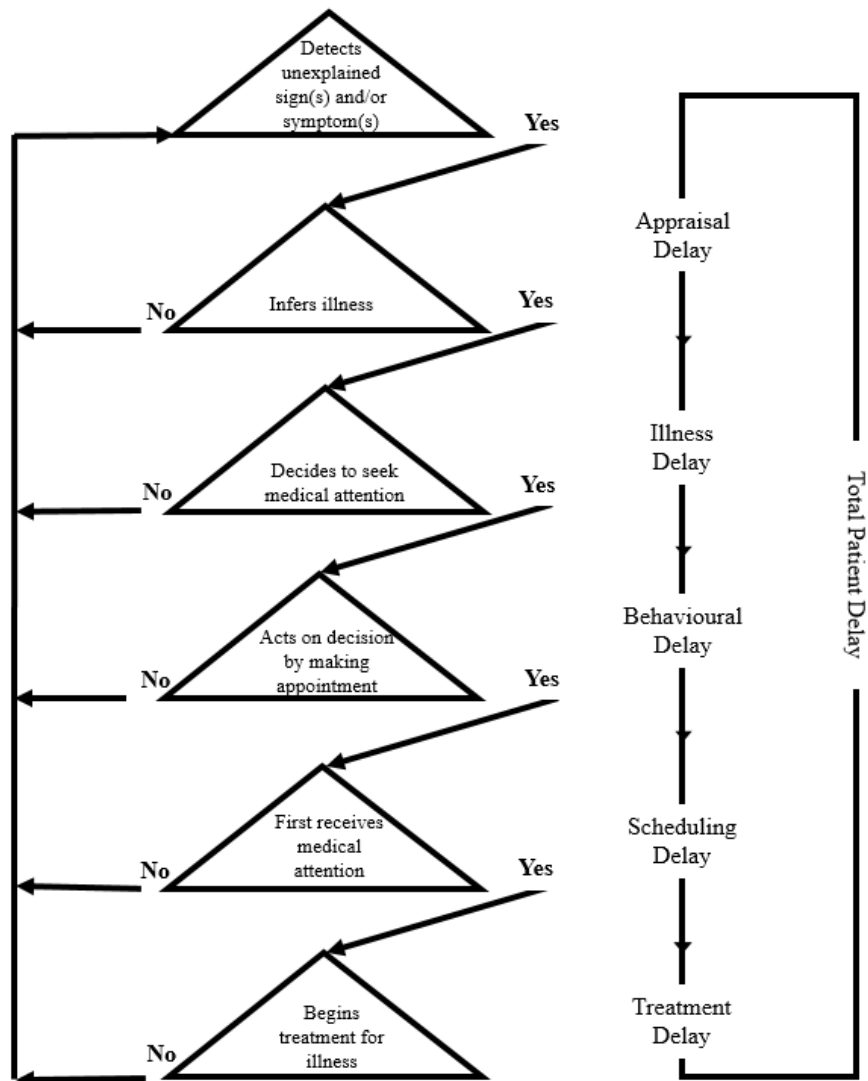 Detects
unexplained
sign(s) and/or
symptom(s)
Yes
Appraisal
Delay
Infers illness
No
Yes
Illness
Delay
Decides to seek
medical attention
No
Yes
Behavioural
Delay
Acts on decision
by making
appointment
No
Yes
Scheduling
Delay
First receives
medical
attention
No
Yes
Treatment
Delay
Begins
treatment for
illness
No
Total Patient Delay